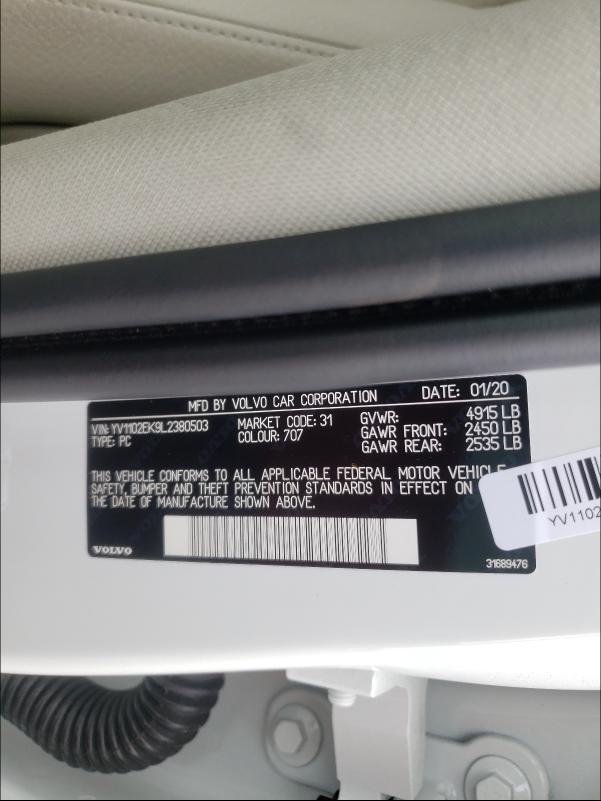 MFD BY VOLVO CAR CORPORATION DATE: 01/20
VIN: YV1102EK9L2380503 MARKET CODE: 31 GVWR: 4915 LB
TYPE: PC COLOUR: 707 GAWR FRONT: 2450 LB
GAWR REAR: 2535 LB
THIS VEHICLE CONFORMS TO ALL APPLICABLE FEDERAL MOTOR VEHICLE
SAFETY, BUMPER AND THEFT PREVENTION STANDARDS IN EFFECT ON
THE DATE OF MANUFACTURE SHOWN ABOVE.
VOLVO 31689476
YV1102